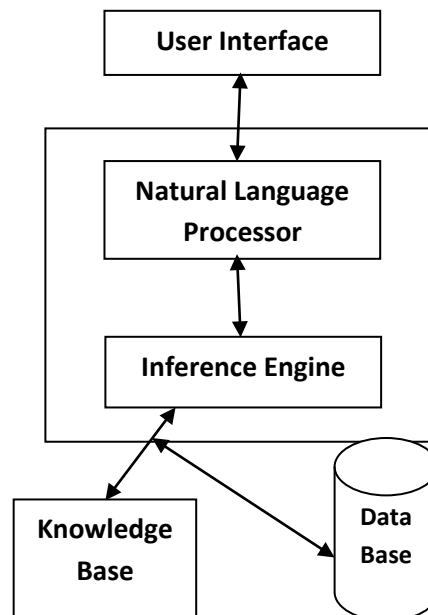 User Interface
Natural Language
Processor
Inference Engine
Knowledge
Base
Data
Base